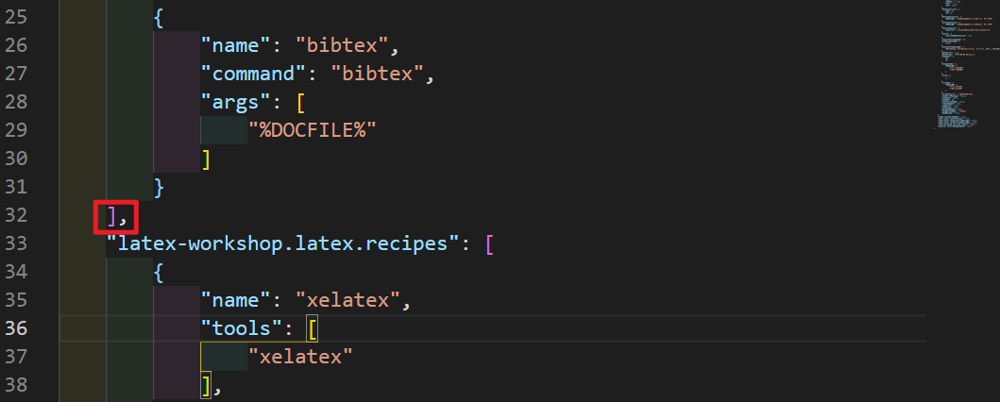 25 {
26 "name": "bibtex",
27 "command": "bibtex",
28 "args": [
29 "%DOCFILE%"
30 ]
31 }
32 ],
33 "latex-workshop.latex.recipes": [
34 {
35 "name": "xelatex",
36 "tools": [
37 "xelatex"
38 ],